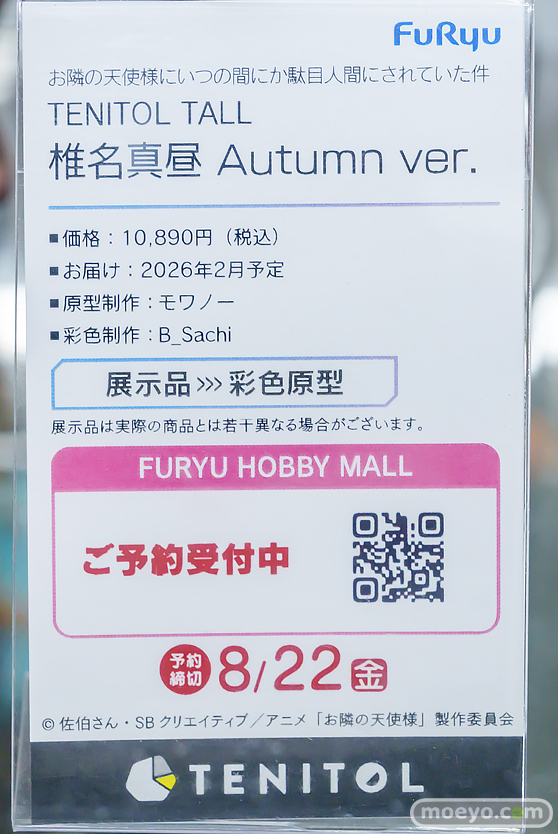 FuRyu
お隣の天使様にいつの間にか駄目人間にされていた件
TENITOL TALL
椎名真昼 Autumn ver.
■価格：10,890円（税込）
■お届け：2026年2月予定
■原型制作：モワノー
■彩色制作：B_Sachi
展示品>>>彩色原型
展示品は実際の商品とは若干異なる場合がございます。
FURYU HOBBY MALL
ご予約受付中
予約締切 8/22 金
© 佐伯さん・SBクリエイティブ／アニメ「お隣の天使様」製作委員会
TENITOL
moeyo.com